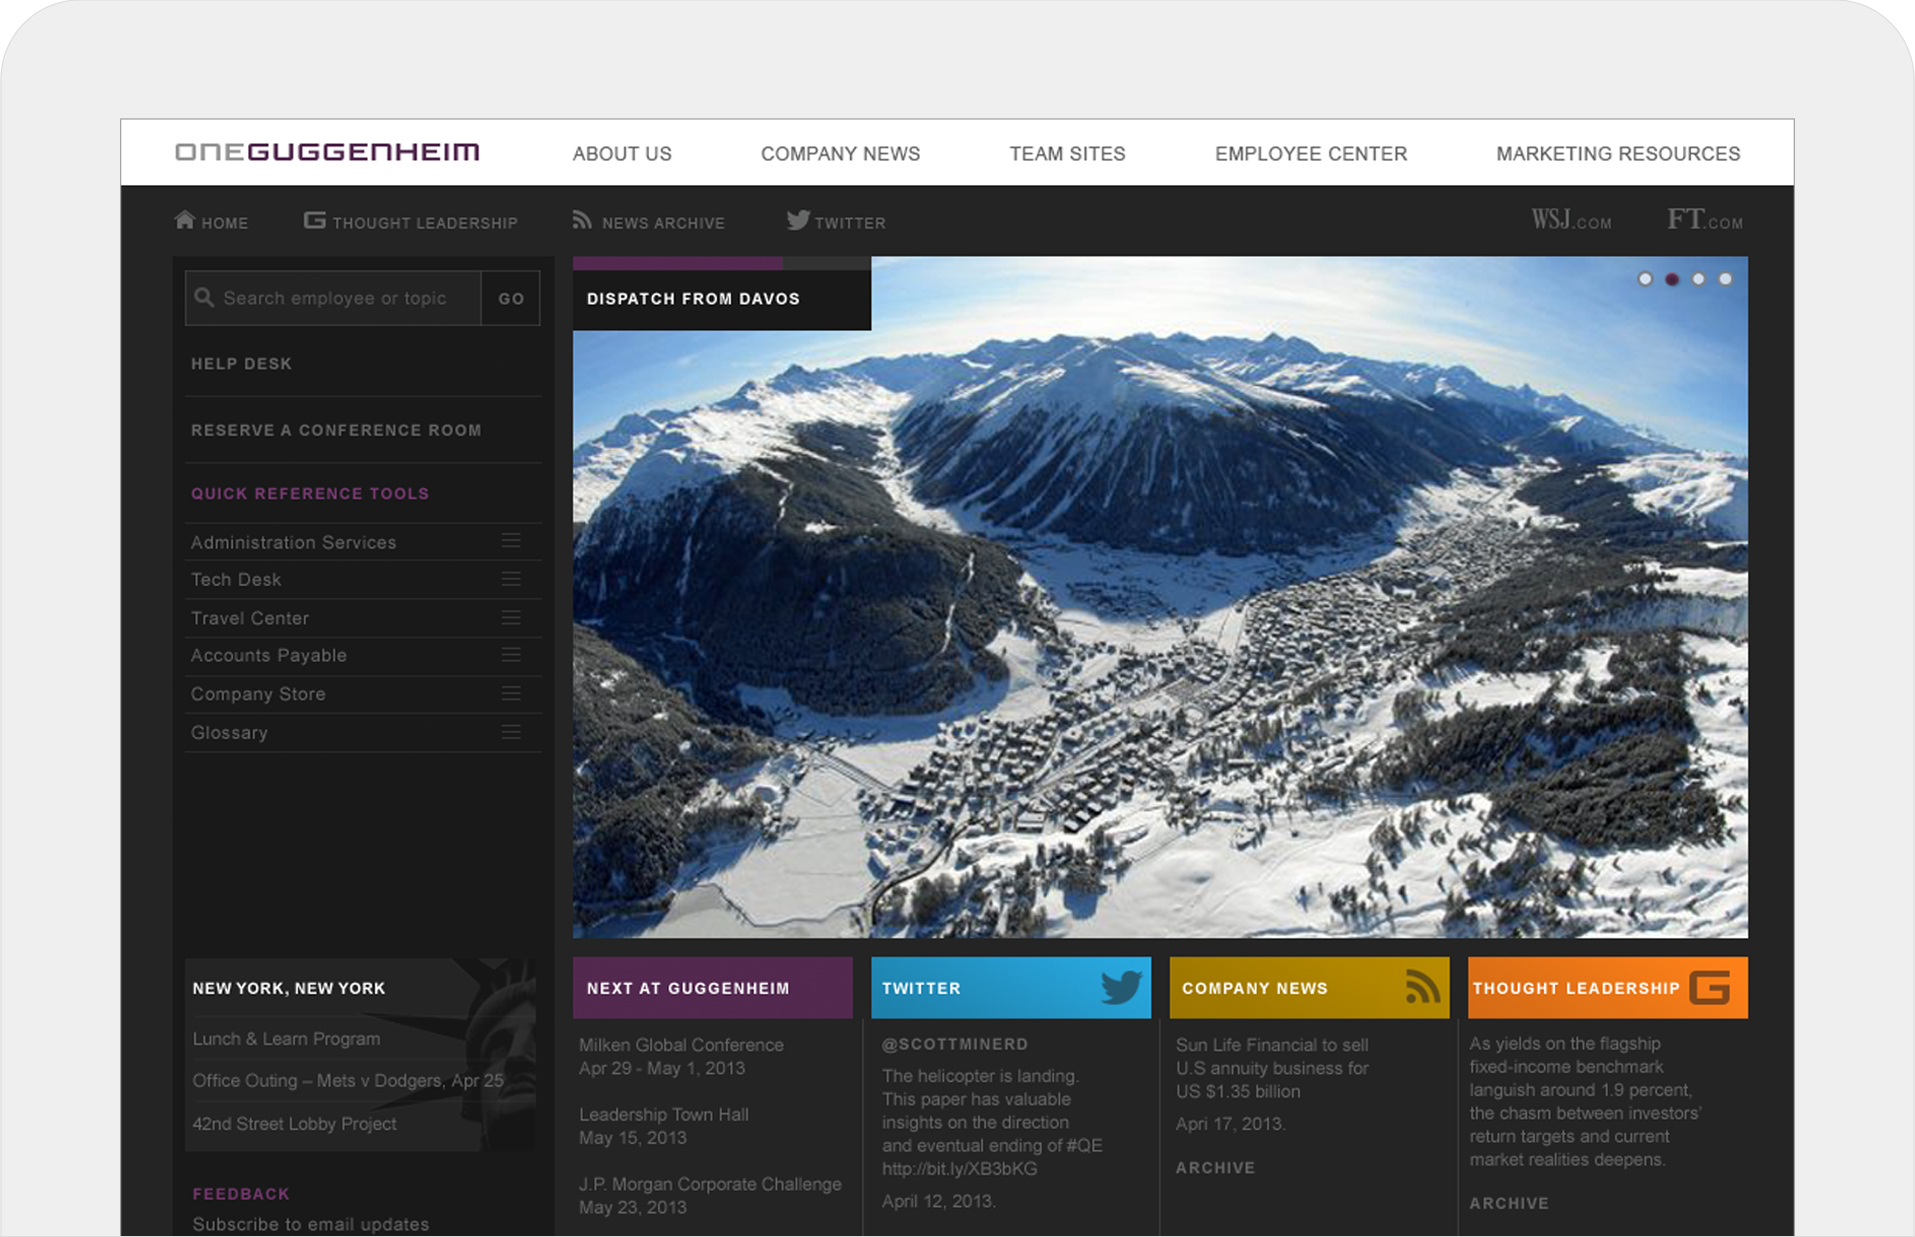 ONEGUGGENHEIM
ABOUT US
COMPANY NEWS
TEAM SITES
EMPLOYEE CENTER
MARKETING RESOURCES
HOME
THOUGHT LEADERSHIP
NEWS ARCHIVE
TWITTER
WSJ.COM
FT.COM
Search employee or topic
GO
HELP DESK
RESERVE A CONFERENCE ROOM
QUICK REFERENCE TOOLS
Administration Services
Tech Desk
Travel Center
Accounts Payable
Company Store
Glossary
DISPATCH FROM DAVOS
NEW YORK, NEW YORK
Lunch & Learn Program
Office Outing – Mets v Dodgers, Apr 25
42nd Street Lobby Project
FEEDBACK
Subscribe to email updates
NEXT AT GUGGENHEIM
Milken Global Conference
Apr 29 - May 1, 2013
Leadership Town Hall
May 15, 2013
J.P. Morgan Corporate Challenge
May 23, 2013
TWITTER
@SCOTTMINERD
The helicopter is landing.
This paper has valuable
insights on the direction
and eventual ending of #QE
http://bit.ly/XB3bKG
April 12, 2013.
COMPANY NEWS
Sun Life Financial to sell
U.S annuity business for
US $1.35 billion
Apri 17, 2013.
ARCHIVE
THOUGHT LEADERSHIP
As yields on the flagship
fixed-income benchmark
languish around 1.9 percent,
the chasm between investors'
return targets and current
market realities deepens.
ARCHIVE